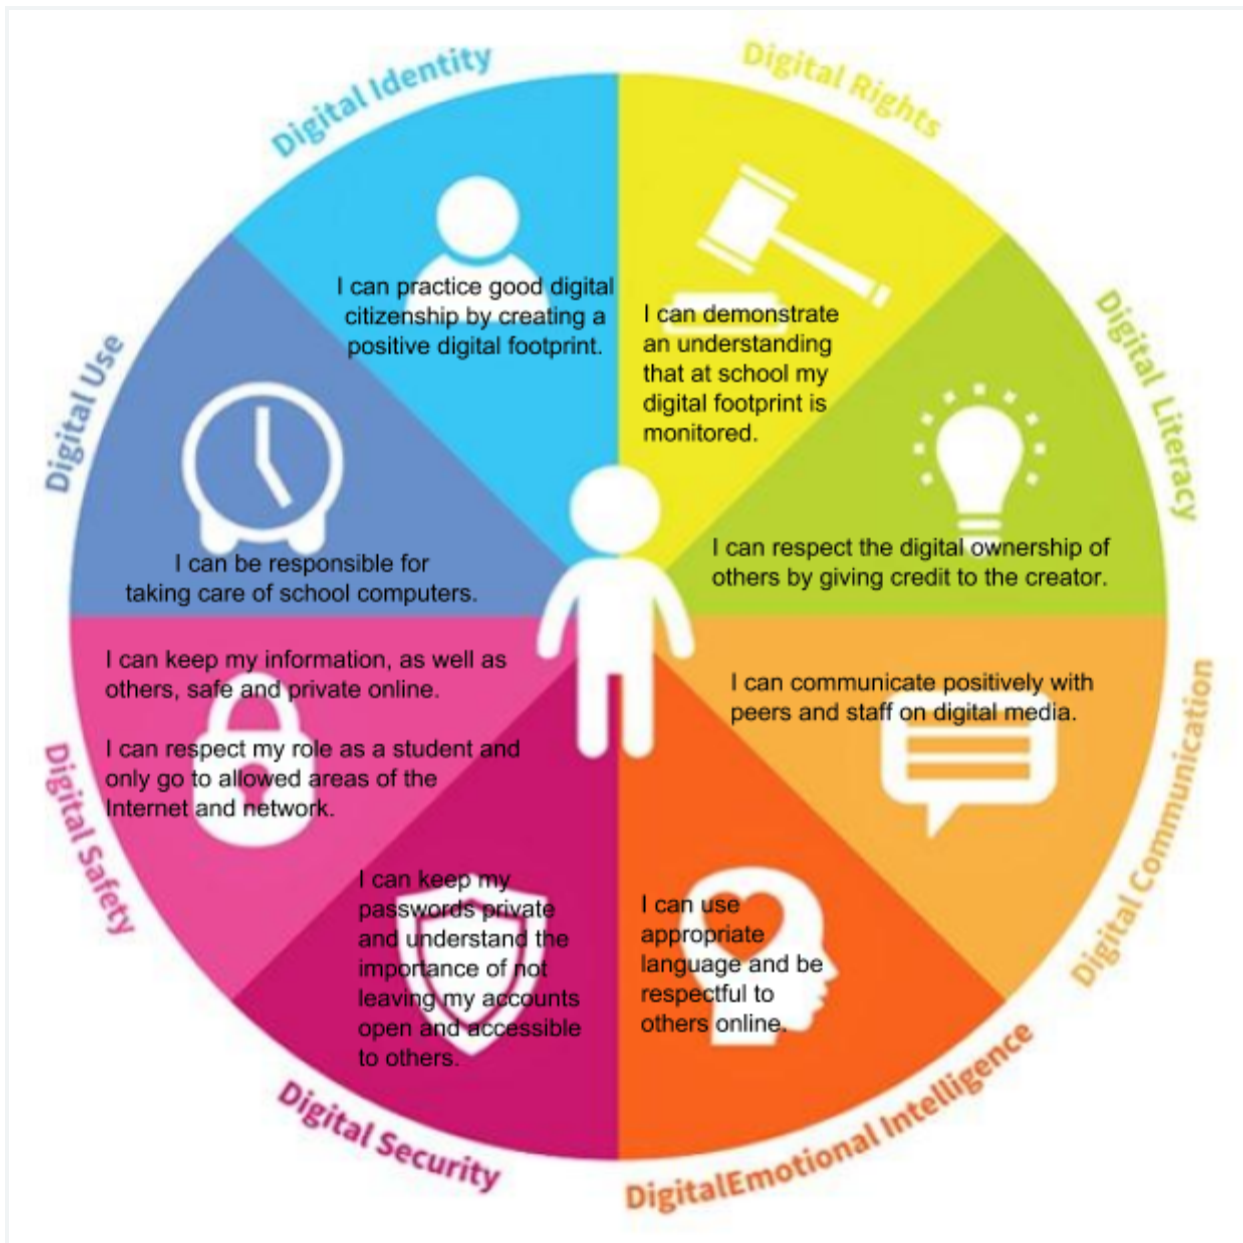 Digital Identity
I can practice good digital
citizenship by creating a
positive digital footprint.
Digital Rights
I can demonstrate
an understanding
that at school my
digital footprint is
monitored.
Digital Literacy
I can respect the digital ownership of
others by giving credit to the creator.
Digital Communication
I can communicate positively with
peers and staff on digital media.
DigitalEmotional Intelligence
I can use
appropriate
language and be
respectful to
others online.
Digital Security
I can keep my
passwords private
and understand the
importance of not
leaving my accounts
open and accessible
to others.
Digital Safety
I can keep my information, as well as
others, safe and private online.
I can respect my role as a student and
only go to allowed areas of the
Internet and network.
Digital Use
I can be responsible for
taking care of school computers.